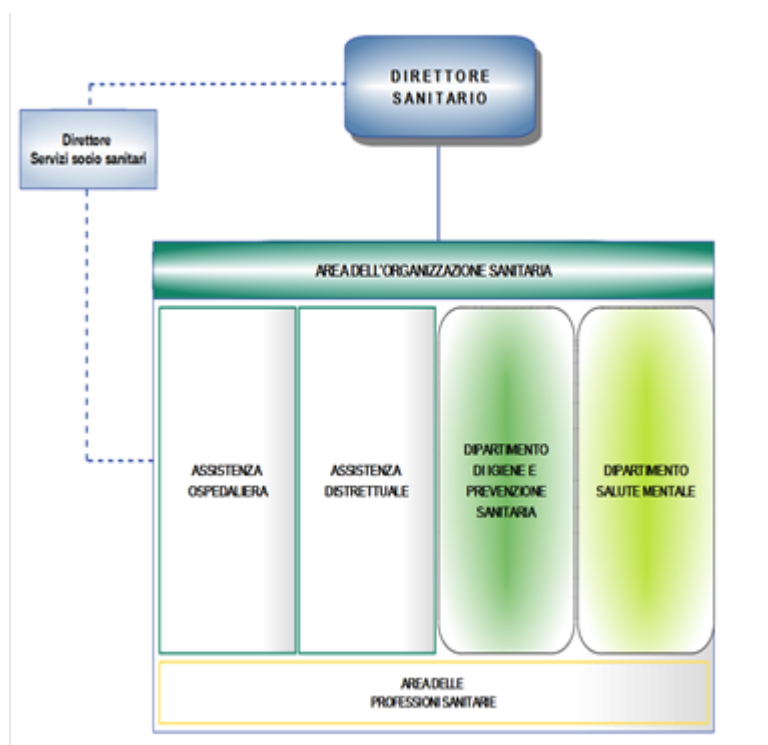 DIRETTORE
SANITARIO
Direttore
Servizi socio sanitari
AREA DELL'ORGANIZZAZIONE SANITARIA
ASSISTENZA
OSPEDALIERA
ASSISTENZA
DISTRETTUALE
DIPARTIMENTO
DI IGIENE E
PREVENZIONE
SANITARIA
DIPARTIMENTO
SALUTE MENTALE
AREA DELLE
PROFESSIONI SANITARIE